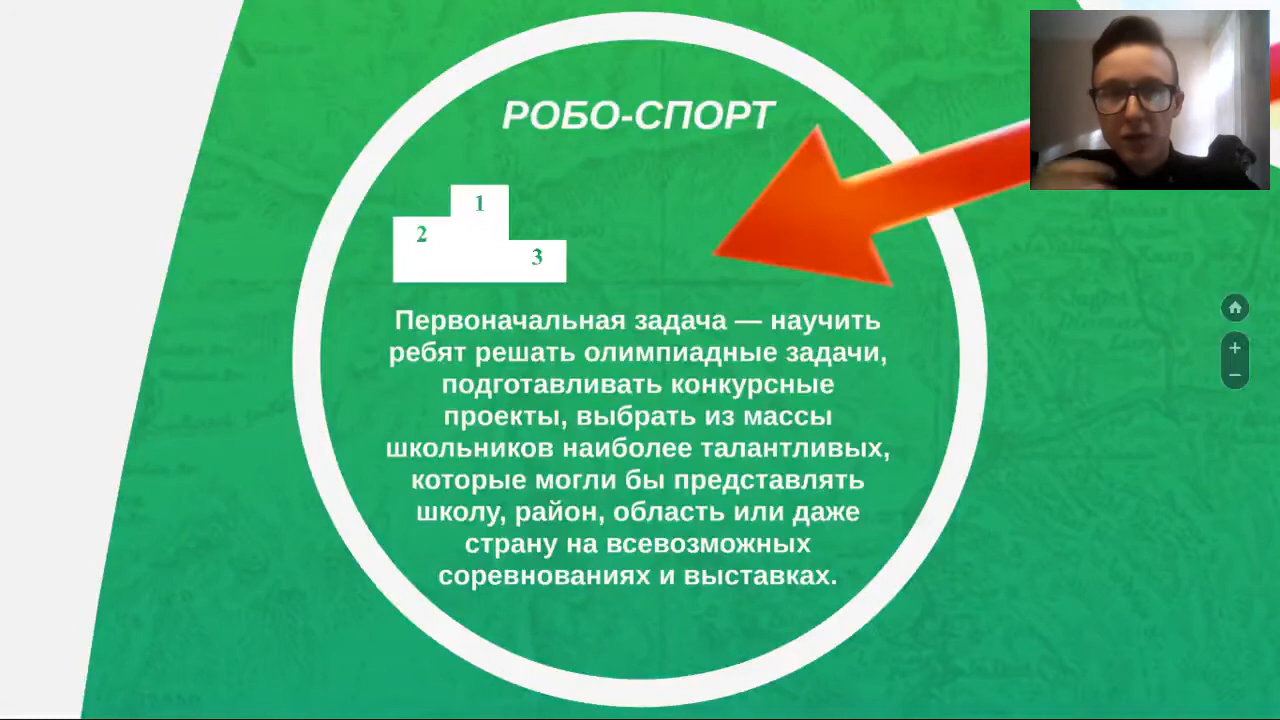 РОБО-СПОРТ
1
2
3
Первоначальная задача — научить
ребят решать олимпиадные задачи,
подготавливать конкурсные
проекты, выбрать из массы
школьников наиболее талантливых,
которые могли бы представлять
школу, район, область или даже
страну на всевозможных
соревнованиях и выставках.